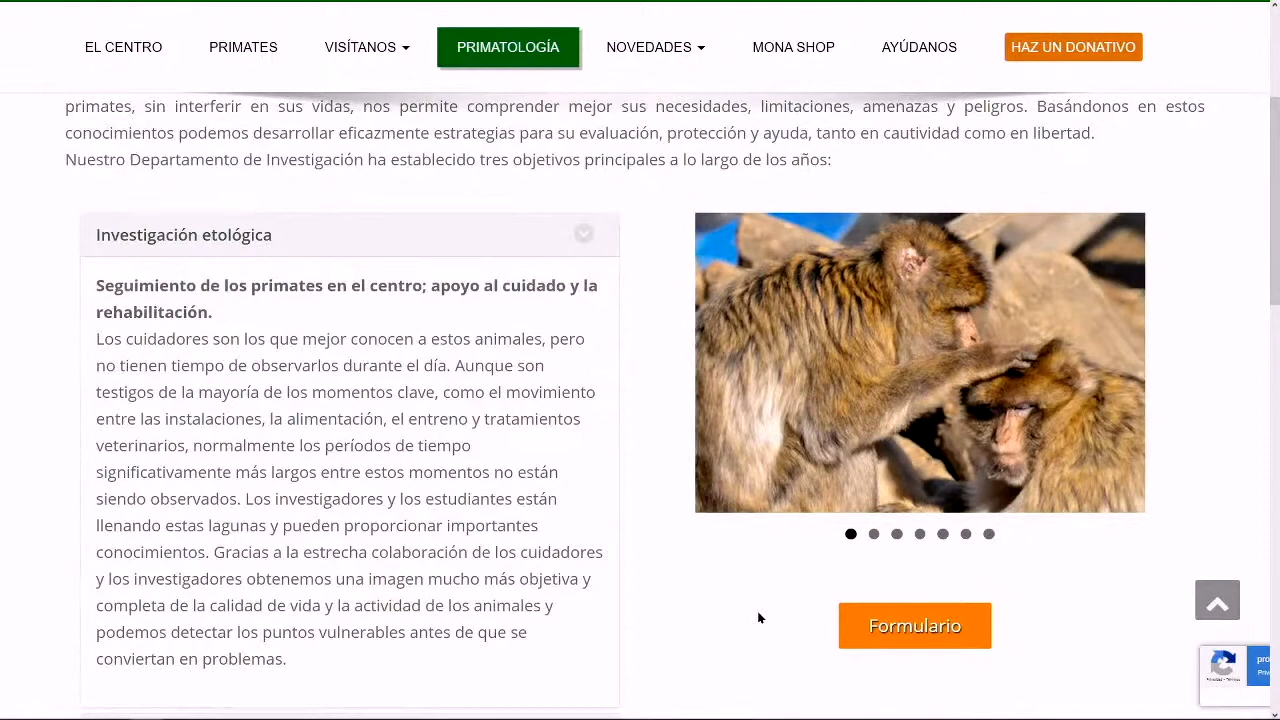 EL CENTRO PRIMATES VISÍTANOS PRIMATOLOGÍA NOVEDADES MONA SHOP AYÚDANOS HAZ UN DONATIVO
primates, sin interferir en sus vidas, nos permite comprender mejor sus necesidades, limitaciones, amenazas y peligros. Basándonos en estos
conocimientos podemos desarrollar eficazmente estrategias para su evaluación, protección y ayuda, tanto en cautividad como en libertad.
Nuestro Departamento de Investigación ha establecido tres objetivos principales a lo largo de los años:
Investigación etológica
Seguimiento de los primates en el centro; apoyo al cuidado y la
rehabilitación.
Los cuidadores son los que mejor conocen a estos animales, pero
no tienen tiempo de observarlos durante el día. Aunque son
testigos de la mayoría de los momentos clave, como el movimiento
entre las instalaciones, la alimentación, el entreno y tratamientos
veterinarios, normalmente los períodos de tiempo
significativamente más largos entre estos momentos no están
siendo observados. Los investigadores y los estudiantes están
llenando estas lagunas y pueden proporcionar importantes
conocimientos. Gracias a la estrecha colaboración de los cuidadores
y los investigadores obtenemos una imagen mucho más objetiva y
completa de la calidad de vida y la actividad de los animales y
podemos detectar los puntos vulnerables antes de que se
conviertan en problemas.
Formulario